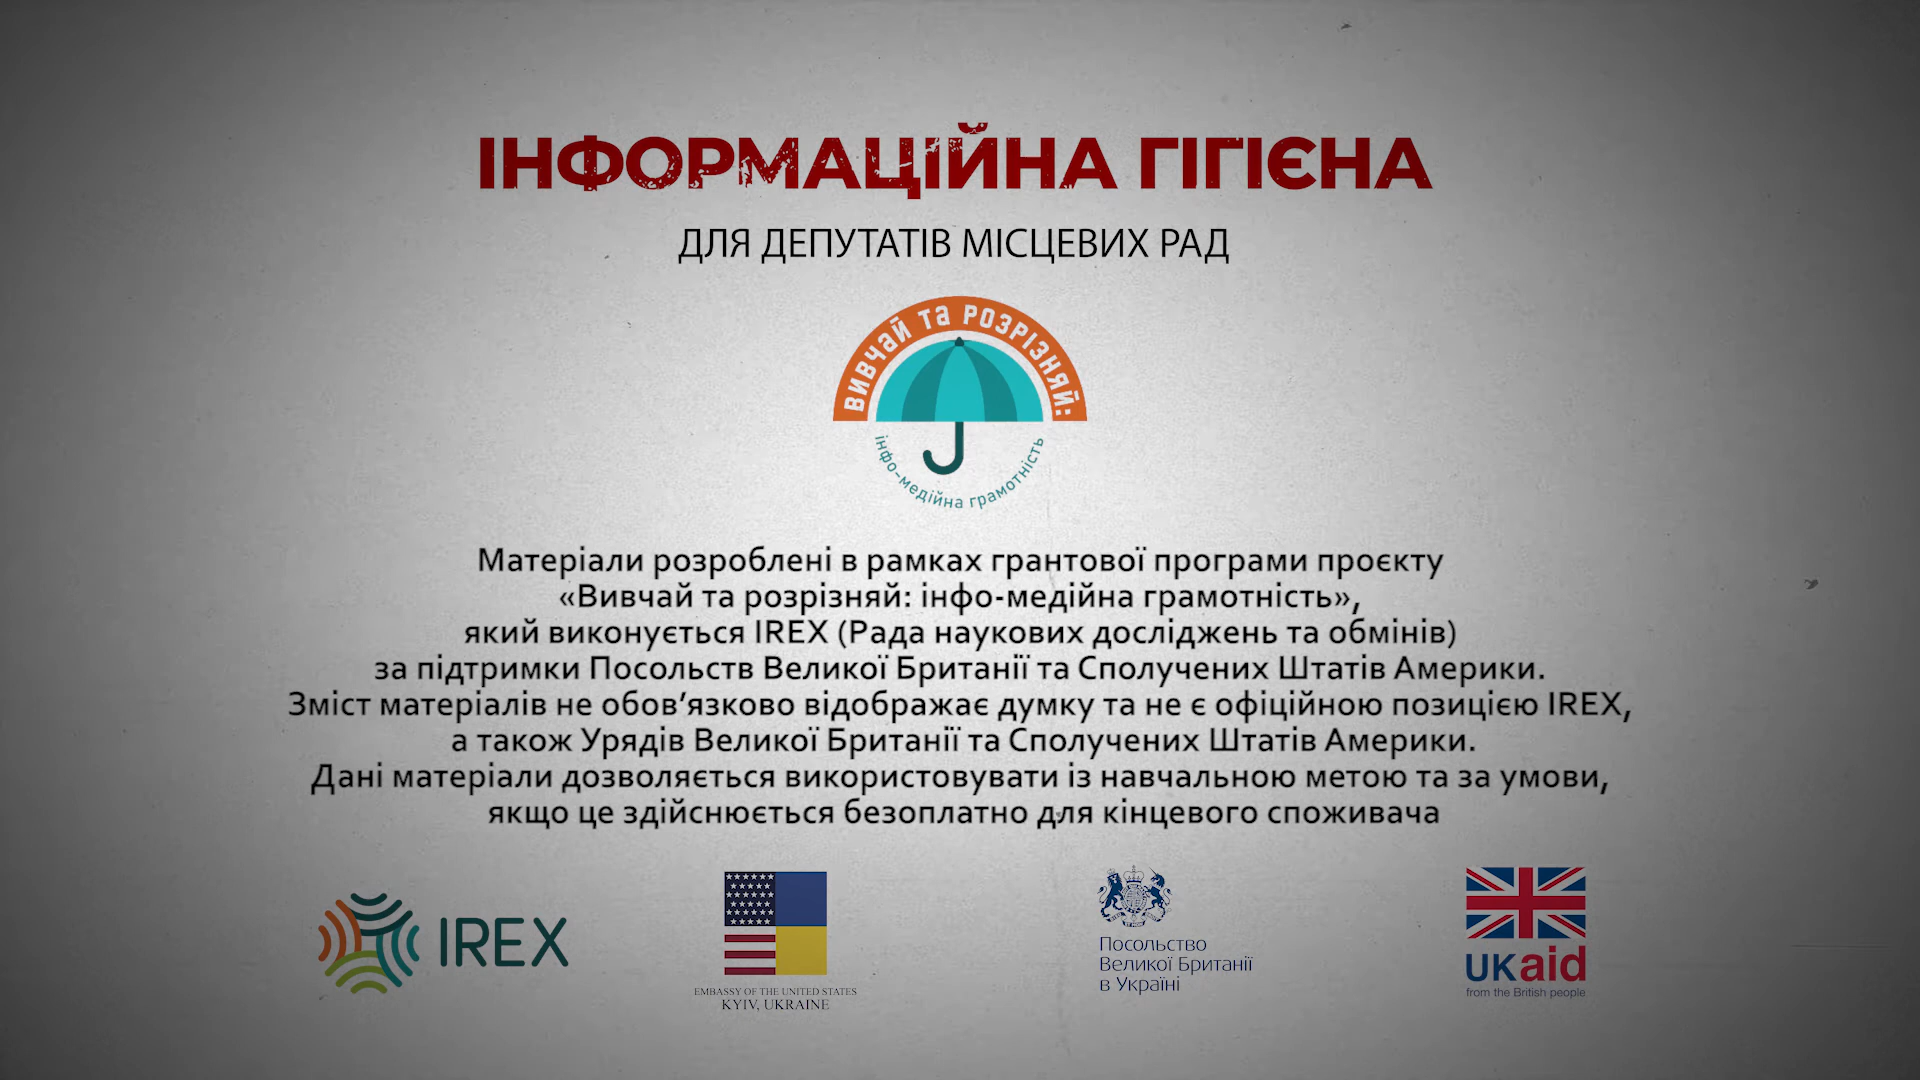 ІНФОРМАЦІЙНА ГІГІЄНА
ДЛЯ ДЕПУТАТІВ МІСЦЕВИХ РАД
ВИВЧАЙ ТА РОЗРІЗНЯЙ:
інфо-медійна грамотність
Матеріали розроблені в рамках грантової програми проєкту
«Вивчай та розрізняй: інфо-медійна грамотність»,
який виконується IREX (Рада наукових досліджень та обмінів)
за підтримки Посольств Великої Британії та Сполучених Штатів Америки.
Зміст матеріалів не обов’язково відображає думку та не є офіційною позицією IREX,
а також Урядів Великої Британії та Сполучених Штатів Америки.
Дані матеріали дозволяється використовувати із навчальною метою та за умови,
якщо це здійснюється безоплатно для кінцевого споживача
IREX
EMBASSY OF THE UNITED STATES
KYIV, UKRAINE
Посольство
Великої Британії
в Україні
UKaid
from the British people